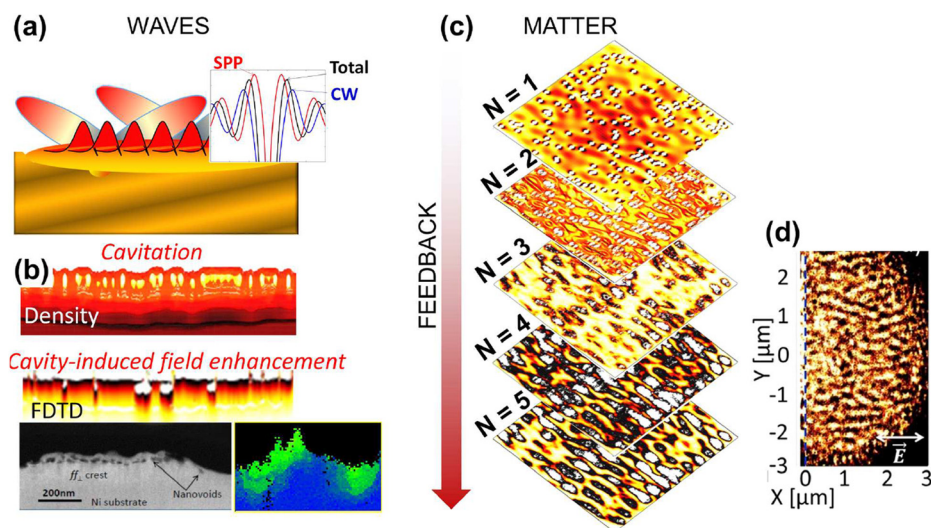 (a) WAVES
SPP
Total
CW
Cavitation
(b)
Density
Cavity-induced field enhancement
FDTD
ff⊥ crest
Nanovoids
200nm
Ni substrate
(c) MATTER
FEEDBACK
N = 1
N = 2
N = 3
N = 4
N = 5
(d)
2
1
0
-1
-2
-3
Y [µm]
E
0 1 2 3
X [µm]